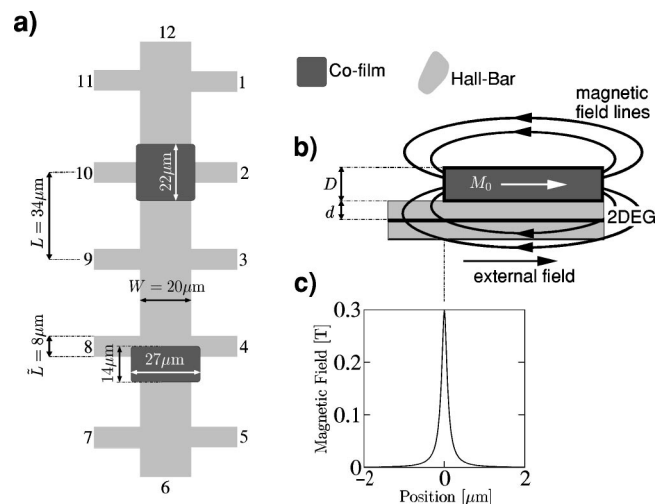 a)
12
11
1
Co-film
Hall-Bar
10
2
22μm
L = 34μm
9
3
W = 20μm
L̃ = 8μm
8
4
14μm
27μm
7
5
6
b)
magnetic
field lines
D
M₀
d
2DEG
external field
c)
Magnetic Field [T]
0.3
0.2
0.1
0
−2
0
2
Position [μm]